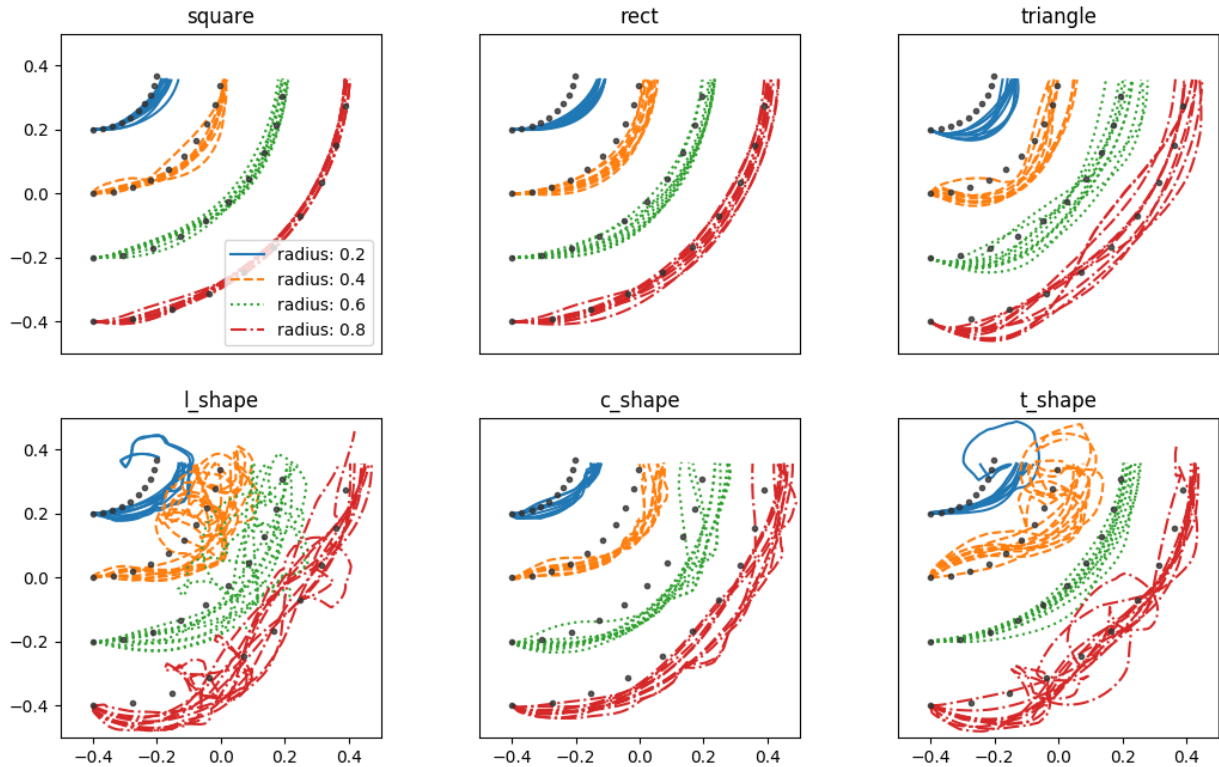 square rect triangle
0.4
0.2
0.0
−0.2
−0.4
radius: 0.2
radius: 0.4
radius: 0.6
radius: 0.8
l_shape c_shape t_shape
0.4
0.2
0.0
−0.2
−0.4
−0.4 −0.2 0.0 0.2 0.4 −0.4 −0.2 0.0 0.2 0.4 −0.4 −0.2 0.0 0.2 0.4